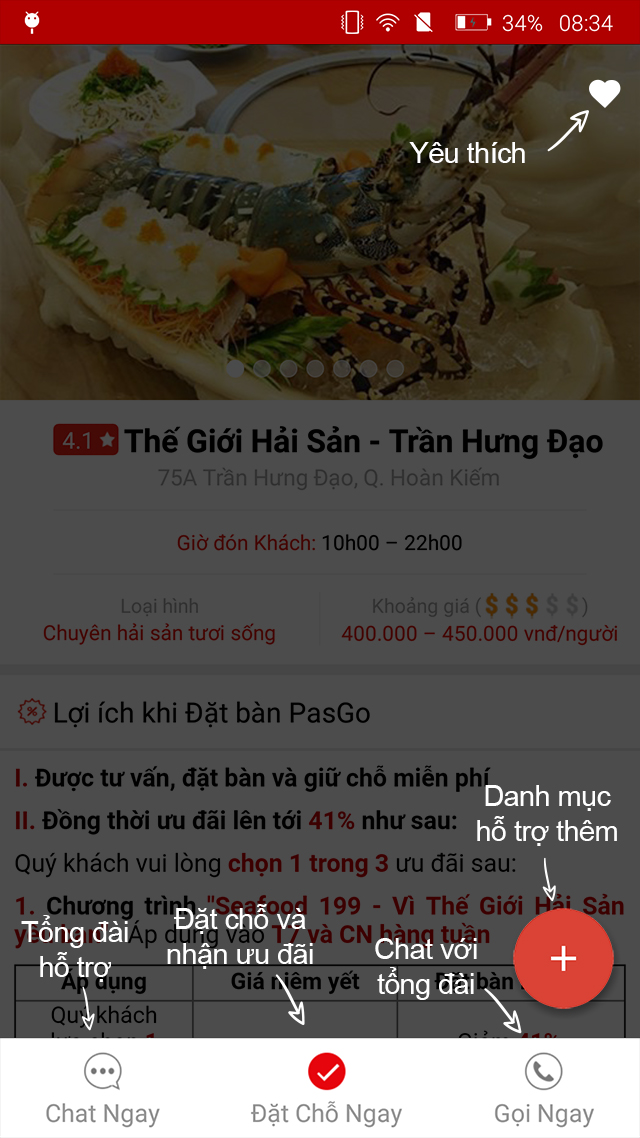 34% 08:34
Yêu thích
4.1 Thế Giới Hải Sản - Trần Hưng Đạo
75A Trần Hưng Đạo, Q. Hoàn Kiếm
Giờ đón Khách: 10h00 – 22h00
Loại hình
Chuyên hải sản tươi sống
Khoảng giá ($$$$$)
400.000 – 450.000 vnđ/người
Lợi ích khi Đặt bàn PasGo
I. Được tư vấn, đặt bàn và giữ chỗ miễn phí
II. Đồng thời ưu đãi lên tới 41% như sau:
Quý khách vui lòng chọn 1 trong 3 ưu đãi sau:
Danh mục
hỗ trợ thêm
1. Chương trình "Seafood 199 - Vì Thế Giới Hải Sản
Áp dụng vào T7 và CN hàng tuần
Tổng đài
hỗ trợ
Đặt chỗ và
nhận ưu đãi
Chat với
tổng đài
Áp dụng Giá niêm yết
Quý khách
Giảm 41%
Chat Ngay
Đặt Chỗ Ngay
Gọi Ngay